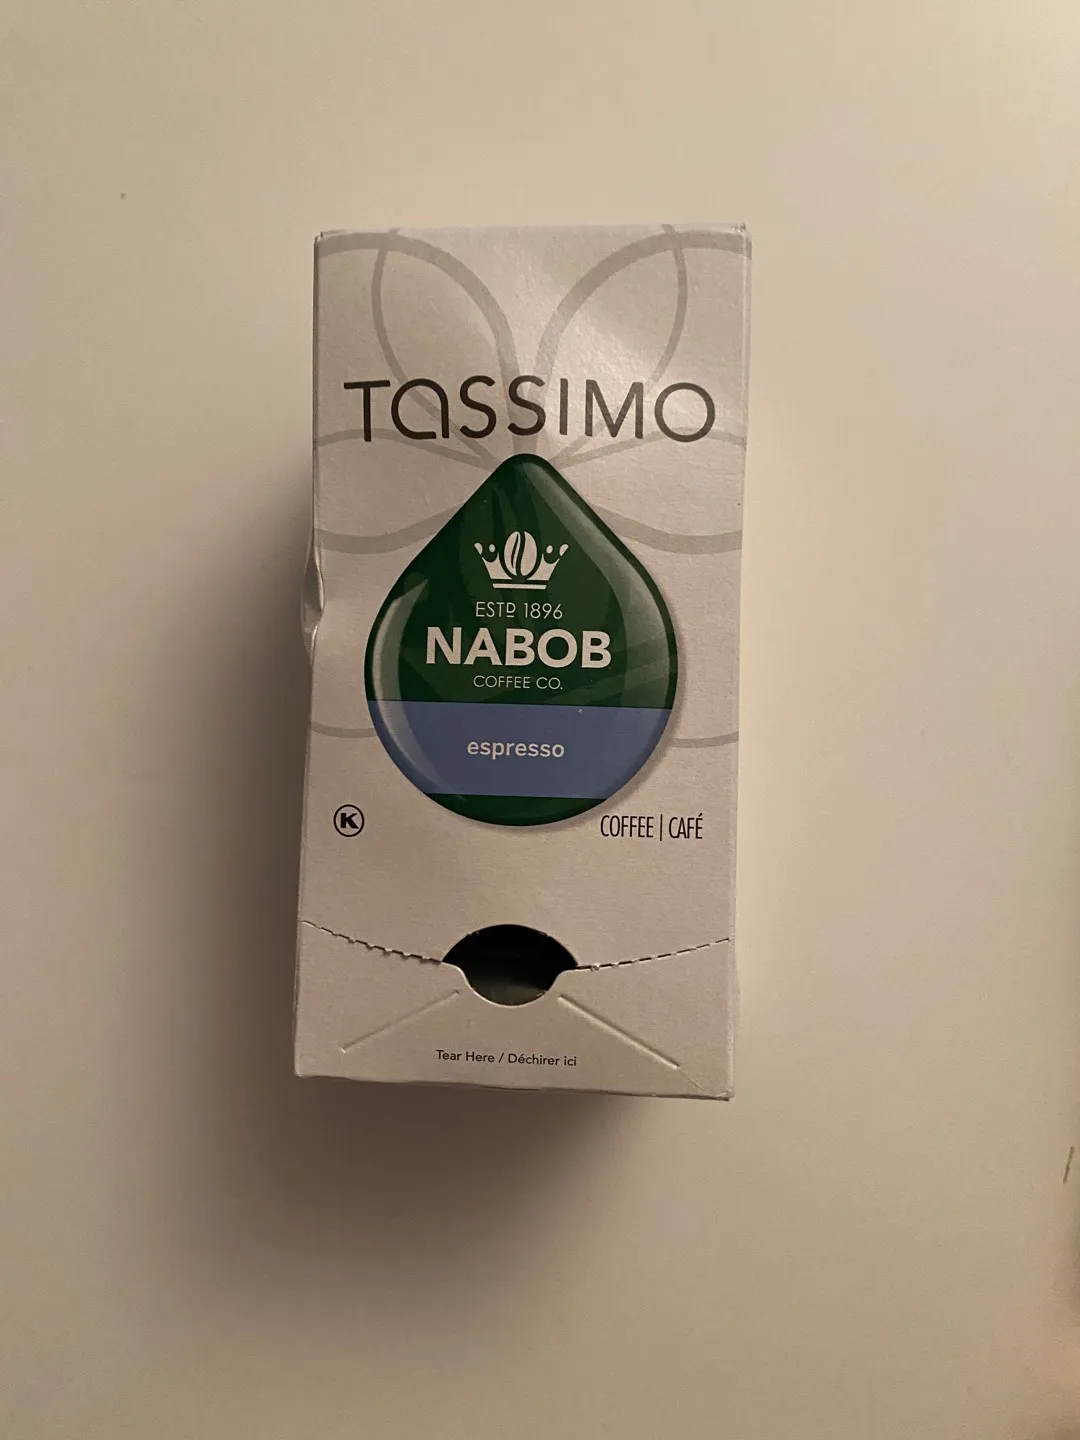 TASSIMO
ESTD 1896
NABOB
COFFEE CO.
espresso
K
COFFEE | CAFÉ
Tear Here / Déchirer ici